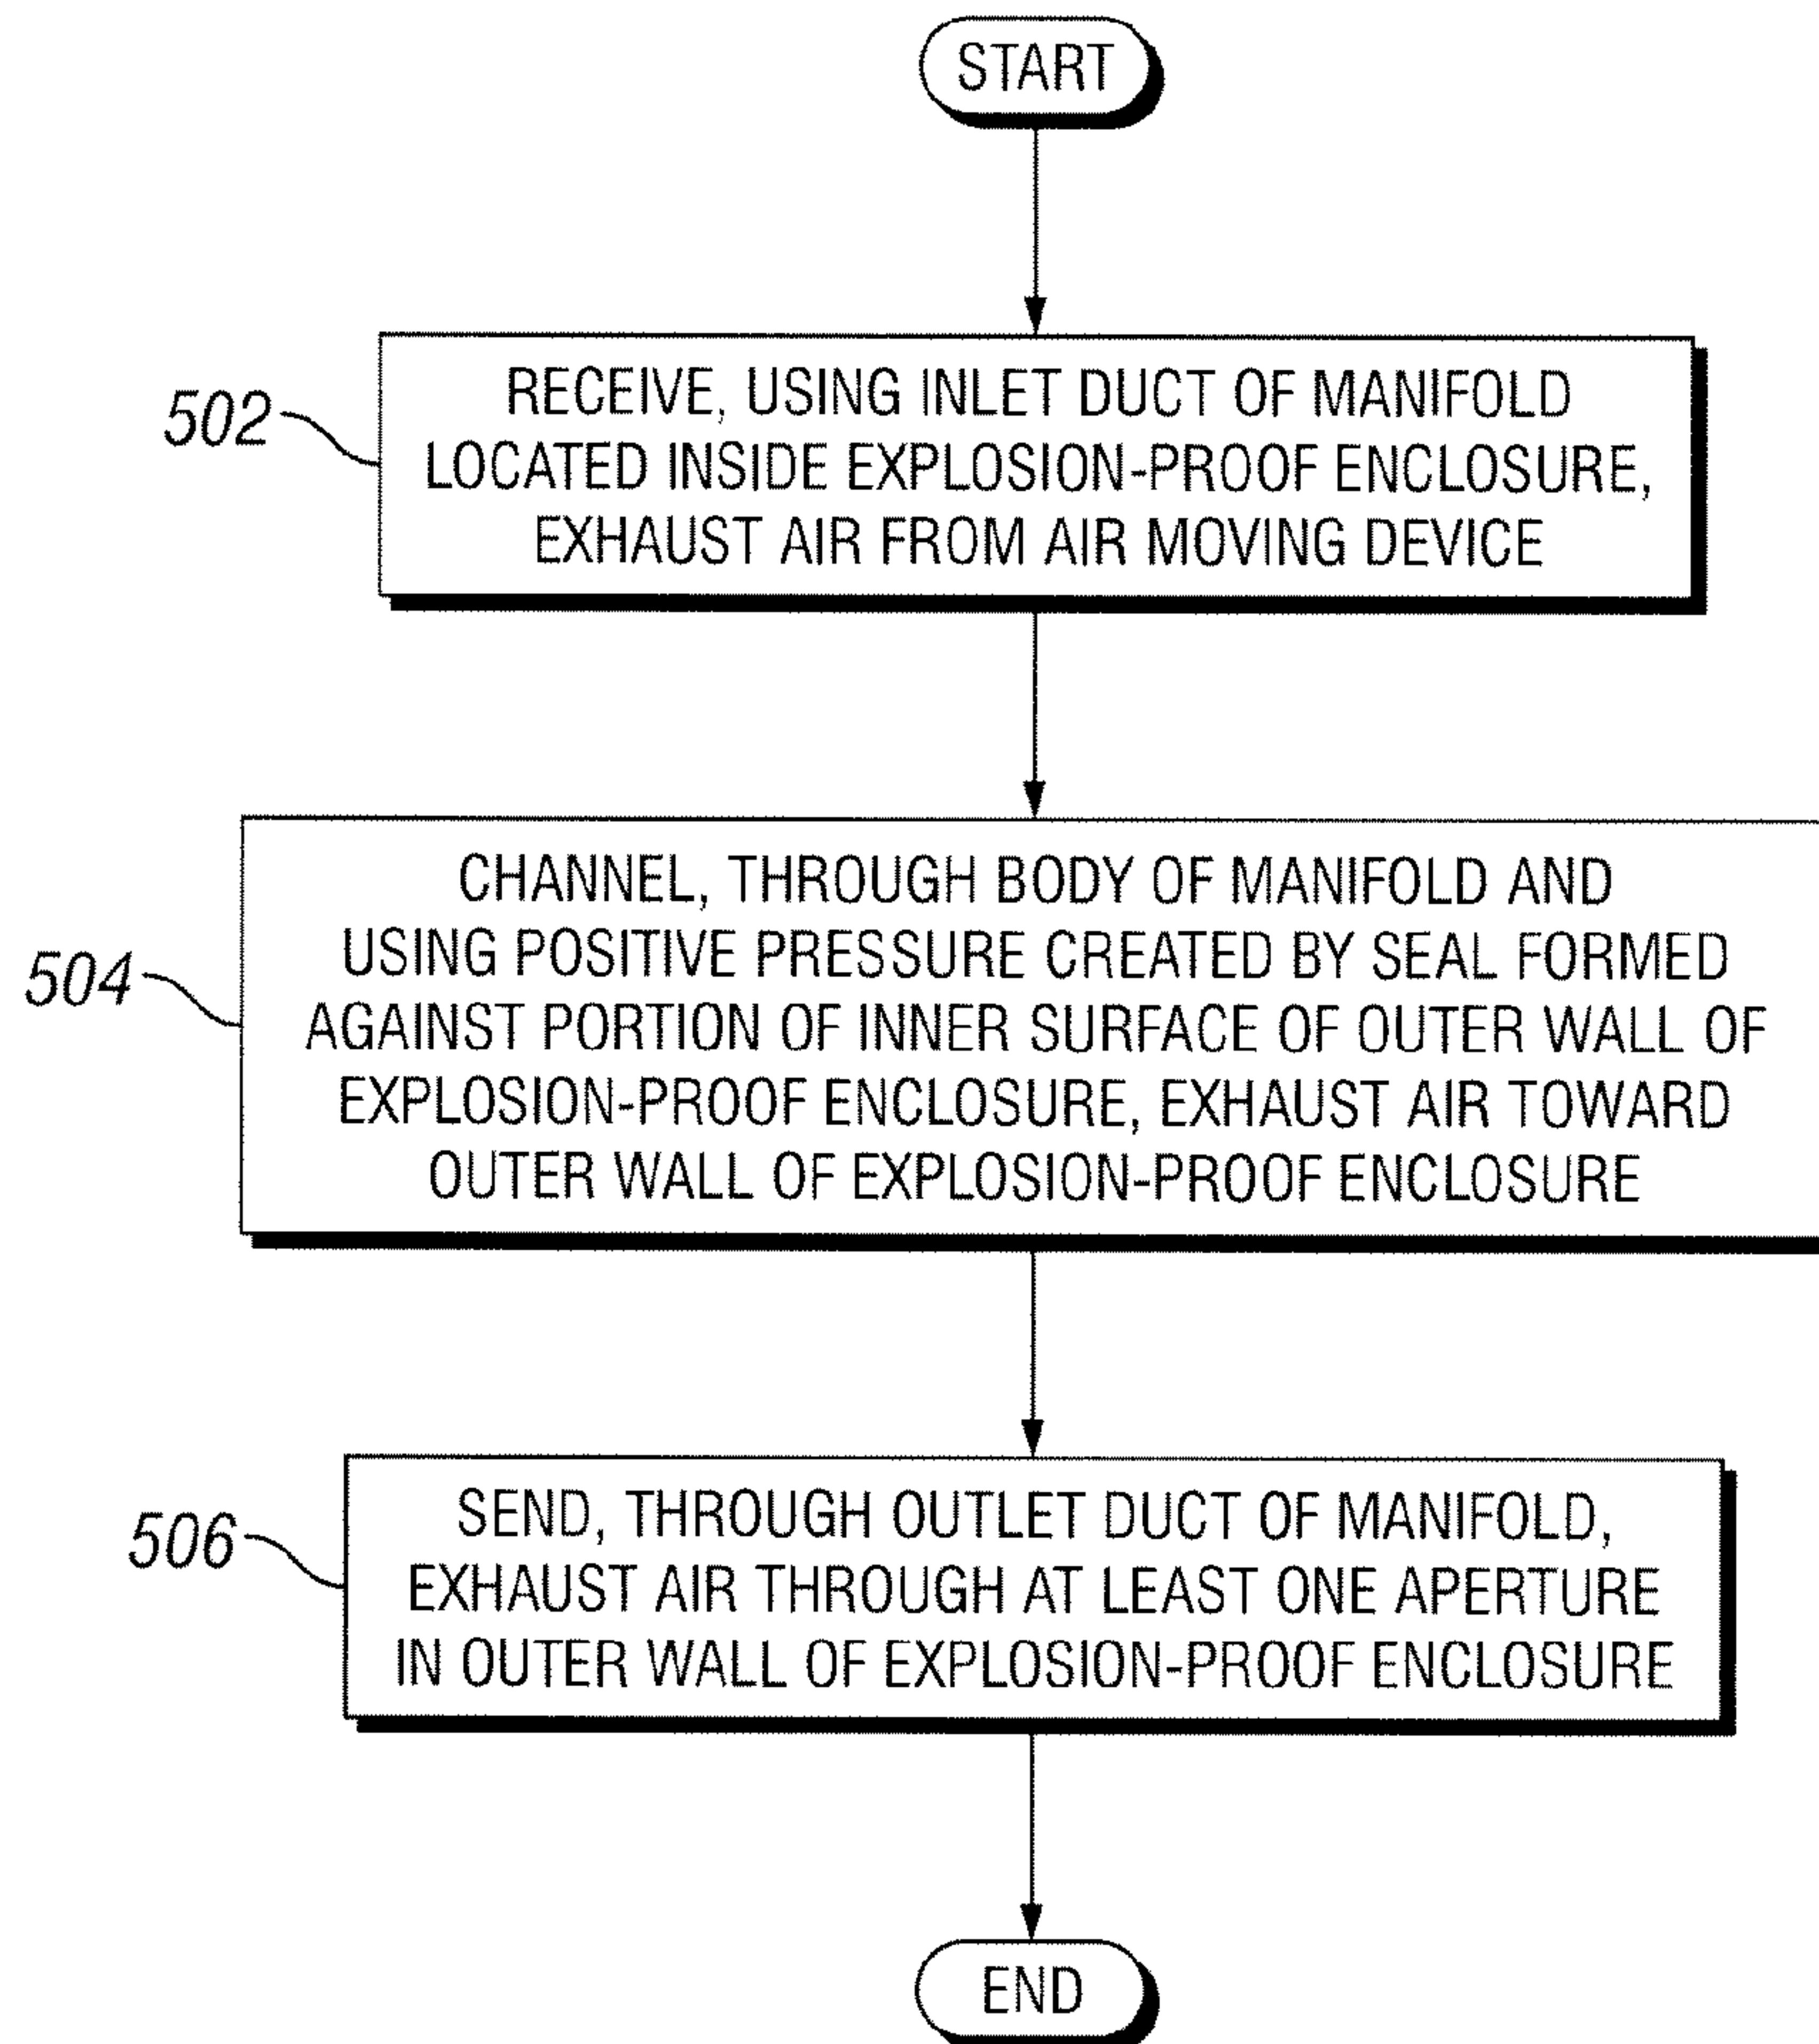 START
502
RECEIVE, USING INLET DUCT OF MANIFOLD
LOCATED INSIDE EXPLOSION-PROOF ENCLOSURE,
EXHAUST AIR FROM AIR MOVING DEVICE
504
CHANNEL, THROUGH BODY OF MANIFOLD AND
USING POSITIVE PRESSURE CREATED BY SEAL FORMED
AGAINST PORTION OF INNER SURFACE OF OUTER WALL OF
EXPLOSION-PROOF ENCLOSURE, EXHAUST AIR TOWARD
OUTER WALL OF EXPLOSION-PROOF ENCLOSURE
506
SEND, THROUGH OUTLET DUCT OF MANIFOLD,
EXHAUST AIR THROUGH AT LEAST ONE APERTURE
IN OUTER WALL OF EXPLOSION-PROOF ENCLOSURE
END